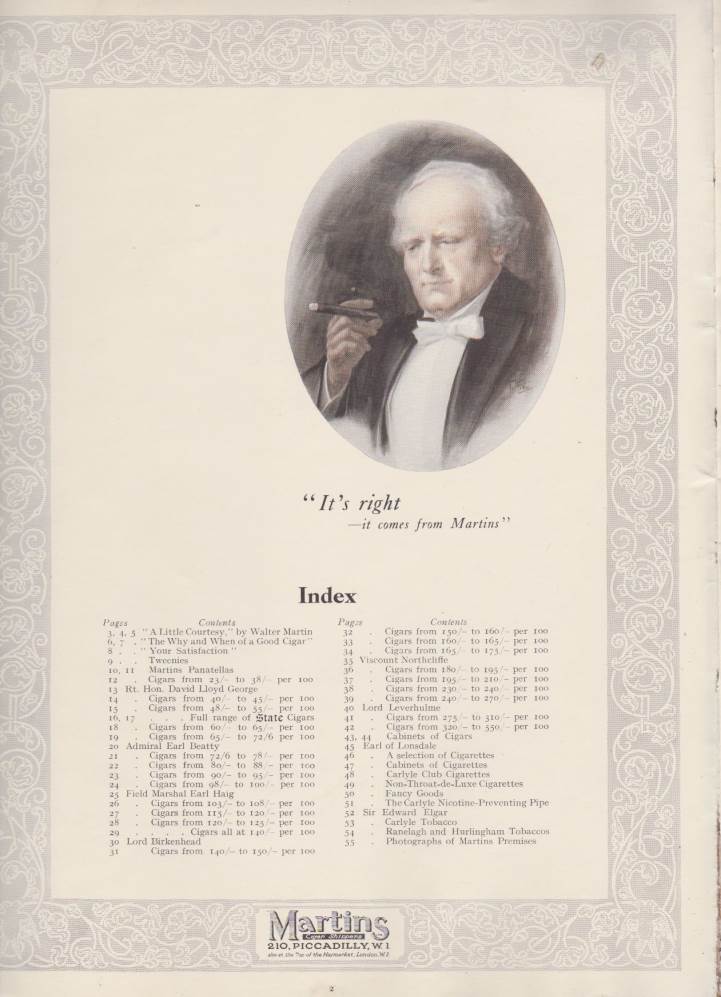 "It's right
—it comes from Martins"
Index
Pages Contents
3, 4, 5 "A Little Courtesy," by Walter Martin
6, 7 . "The Why and When of a Good Cigar"
8 . . "Your Satisfaction"
9 . . Tweenies
10, 11 Martins Panatellas
12 . Cigars from 23/- to 38/- per 100
13 Rt. Hon. David Lloyd George
14 . Cigars from 40/- to 45/- per 100
15 . Cigars from 48/- to 55/- per 100
16, 17 . . . Full range of State Cigars
18 . Cigars from 60/- to 65/- per 100
19 . Cigars from 65/- to 72/6 per 100
20 Admiral Earl Beatty
21 . Cigars from 72/6 to 78/- per 100
22 . Cigars from 80/- to 88/- per 100
23 . Cigars from 90/- to 95/- per 100
24 . Cigars from 98/- to 100/- per 100
25 Field Marshal Earl Haig
26 . Cigars from 103/- to 108/- per 100
27 . Cigars from 115/- to 120/- per 100
28 . Cigars from 120/- to 125/- per 100
29 . . . . Cigars all at 140/- per 100
30 Lord Birkenhead
31 Cigars from 140/- to 150/- per 100
Pages Contents
32 . Cigars from 150/- to 160/- per 100
33 . Cigars from 160/- to 165/- per 100
34 . Cigars from 165/- to 173/- per 100
35 Viscount Northcliffe
36 . Cigars from 180/- to 195/- per 100
37 . Cigars from 195/- to 210/- per 100
38 . Cigars from 230/- to 240/- per 100
39 . Cigars from 240/- to 270/- per 100
40 Lord Leverhulme
41 . Cigars from 275/- to 310/- per 100
42 . Cigars from 320/- to 550/- per 100
43, 44 Cabinets of Cigars
45 Earl of Lonsdale
46 . A selection of Cigarettes
47 . Cabinets of Cigarettes
48 . Carlyle Club Cigarettes
49 . Non-Throat-de-Luxe Cigarettes
50 . Fancy Goods
51 . The Carlyle Nicotine-Preventing Pipe
52 Sir Edward Elgar
53 . Carlyle Tobacco
54 . Ranelagh and Hurlingham Tobaccos
55 . Photographs of Martins Premises
Martins
Cigar Shippers
210, PICCADILLY, W 1
also at the Top of the Haymarket, London, W 1
2